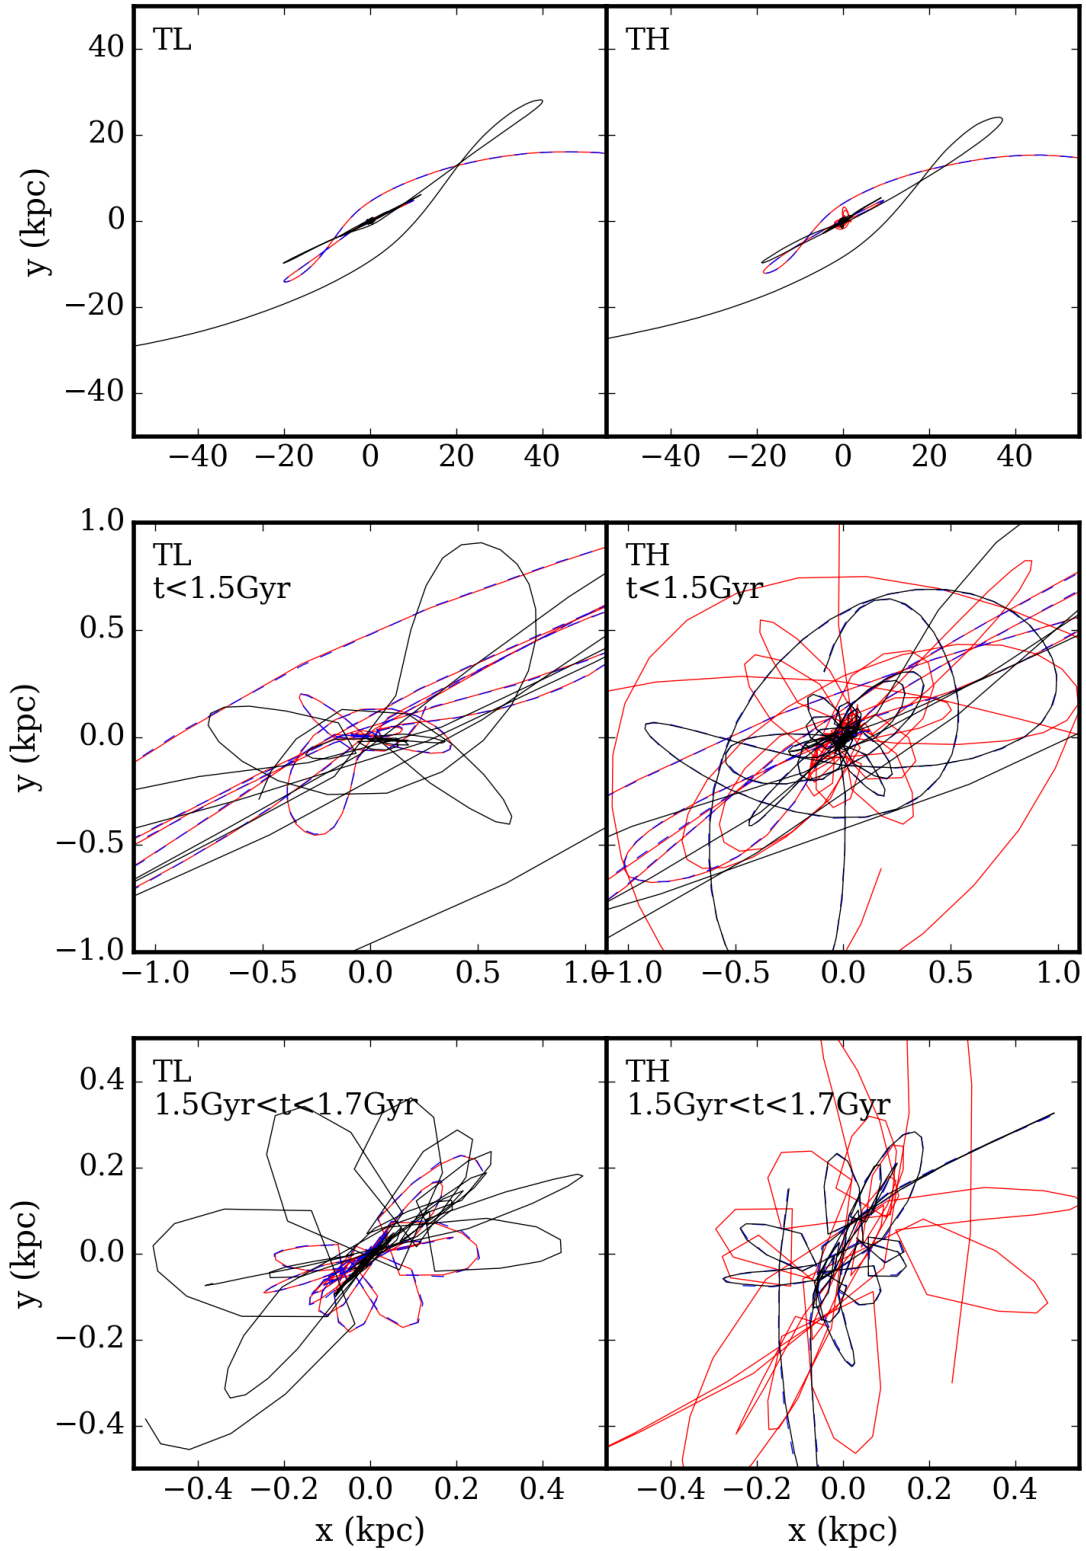 TL
TH
40
20
0
−20
−40
y (kpc)
−40 −20 0 20 40
−40 −20 0 20 40
TL
t<1.5Gyr
TH
t<1.5Gyr
1.0
0.5
0.0
−0.5
−1.0
y (kpc)
−1.0 −0.5 0.0 0.5 1.0
−1.0 −0.5 0.0 0.5 1.0
TL
1.5Gyr<t<1.7Gyr
TH
1.5Gyr<t<1.7Gyr
0.4
0.2
0.0
−0.2
−0.4
y (kpc)
−0.4 −0.2 0.0 0.2 0.4
−0.4 −0.2 0.0 0.2 0.4
x (kpc)
x (kpc)